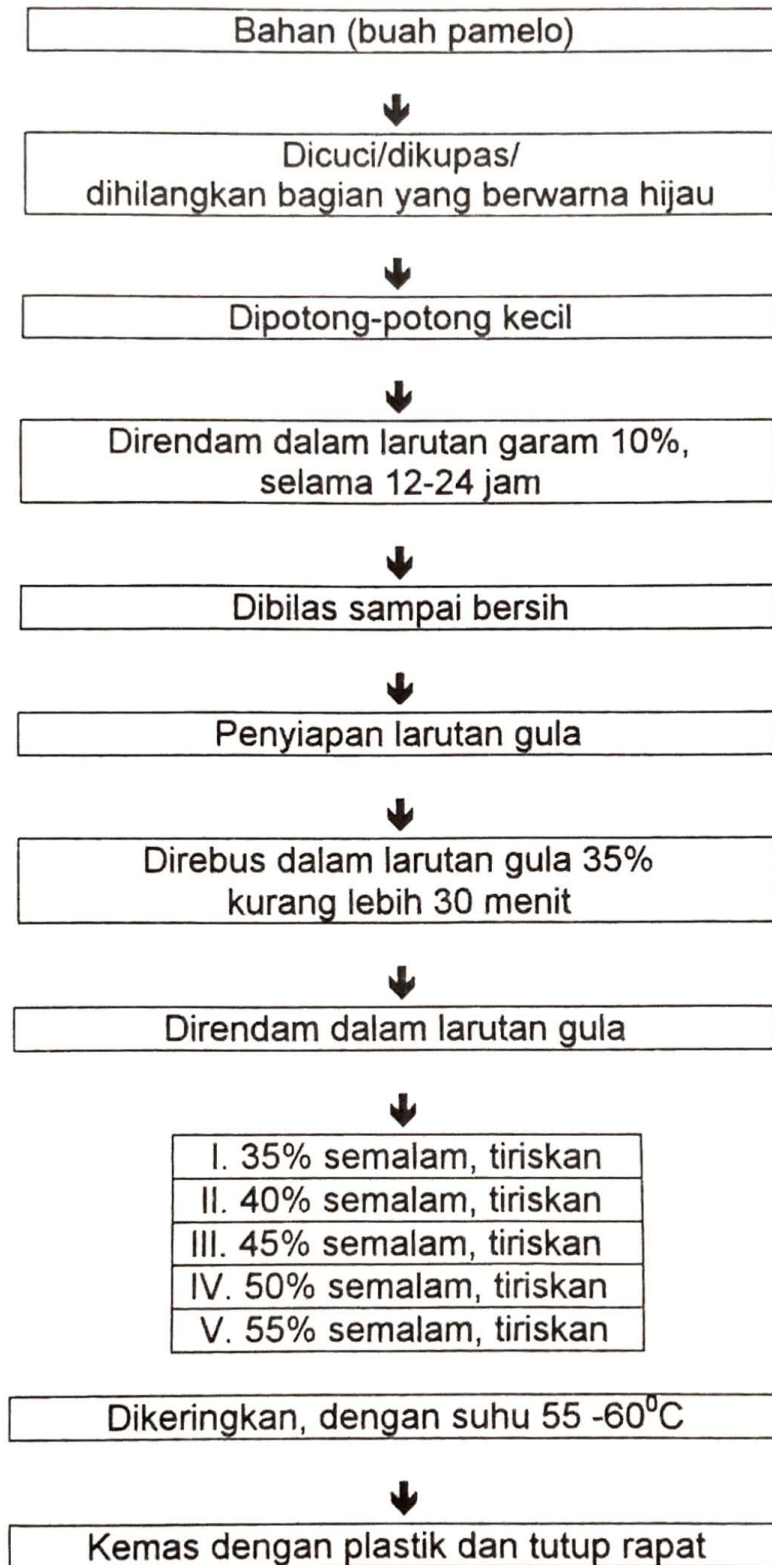 Bahan (buah pamelo)
Dicuci/dikupas/
dihilangkan bagian yang berwarna hijau
Dipotong-potong kecil
Direndam dalam larutan garam 10%,
selama 12-24 jam
Dibilas sampai bersih
Penyiapan larutan gula
Direbus dalam larutan gula 35%
kurang lebih 30 menit
Direndam dalam larutan gula
I. 35% semalam, tiriskan
II. 40% semalam, tiriskan
III. 45% semalam, tiriskan
IV. 50% semalam, tiriskan
V. 55% semalam, tiriskan
Dikeringkan, dengan suhu 55 -60⁰C
Kemas dengan plastik dan tutup rapat